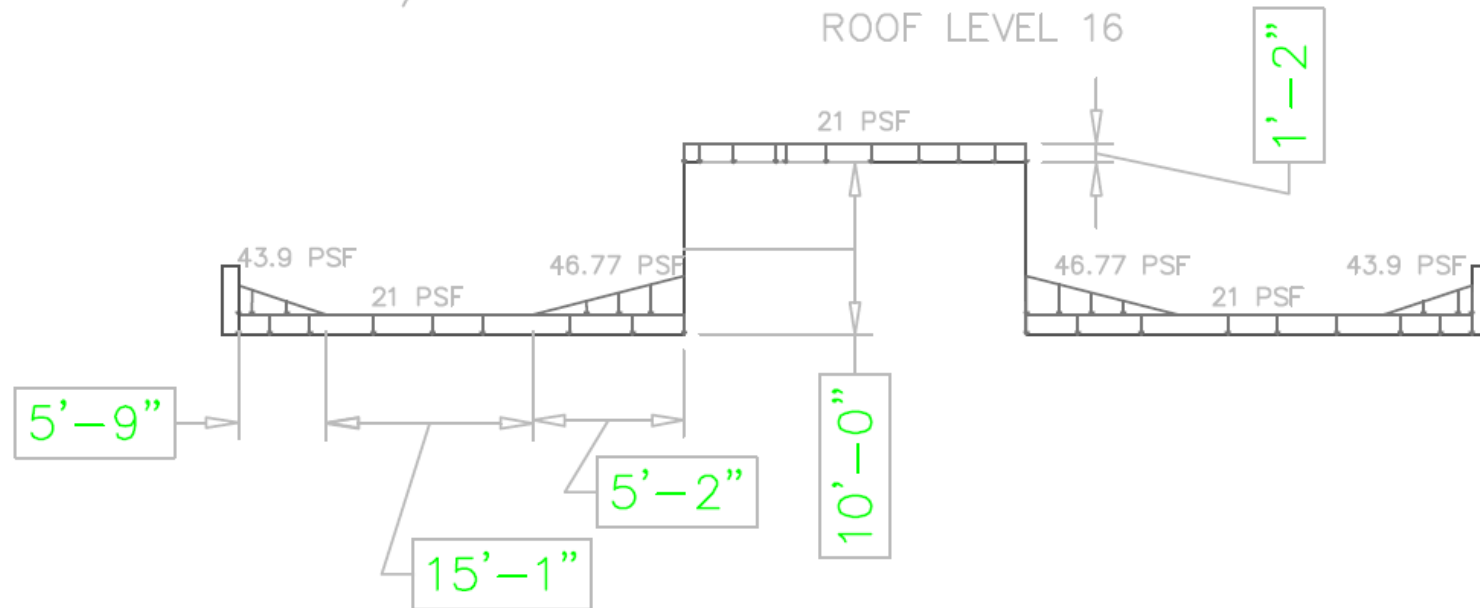 ROOF LEVEL 16
1'-2"
21 PSF
43.9 PSF
46.77 PSF
46.77 PSF
43.9 PSF
21 PSF
21 PSF
5'-9"
10'-0"
5'-2"
15'-1"